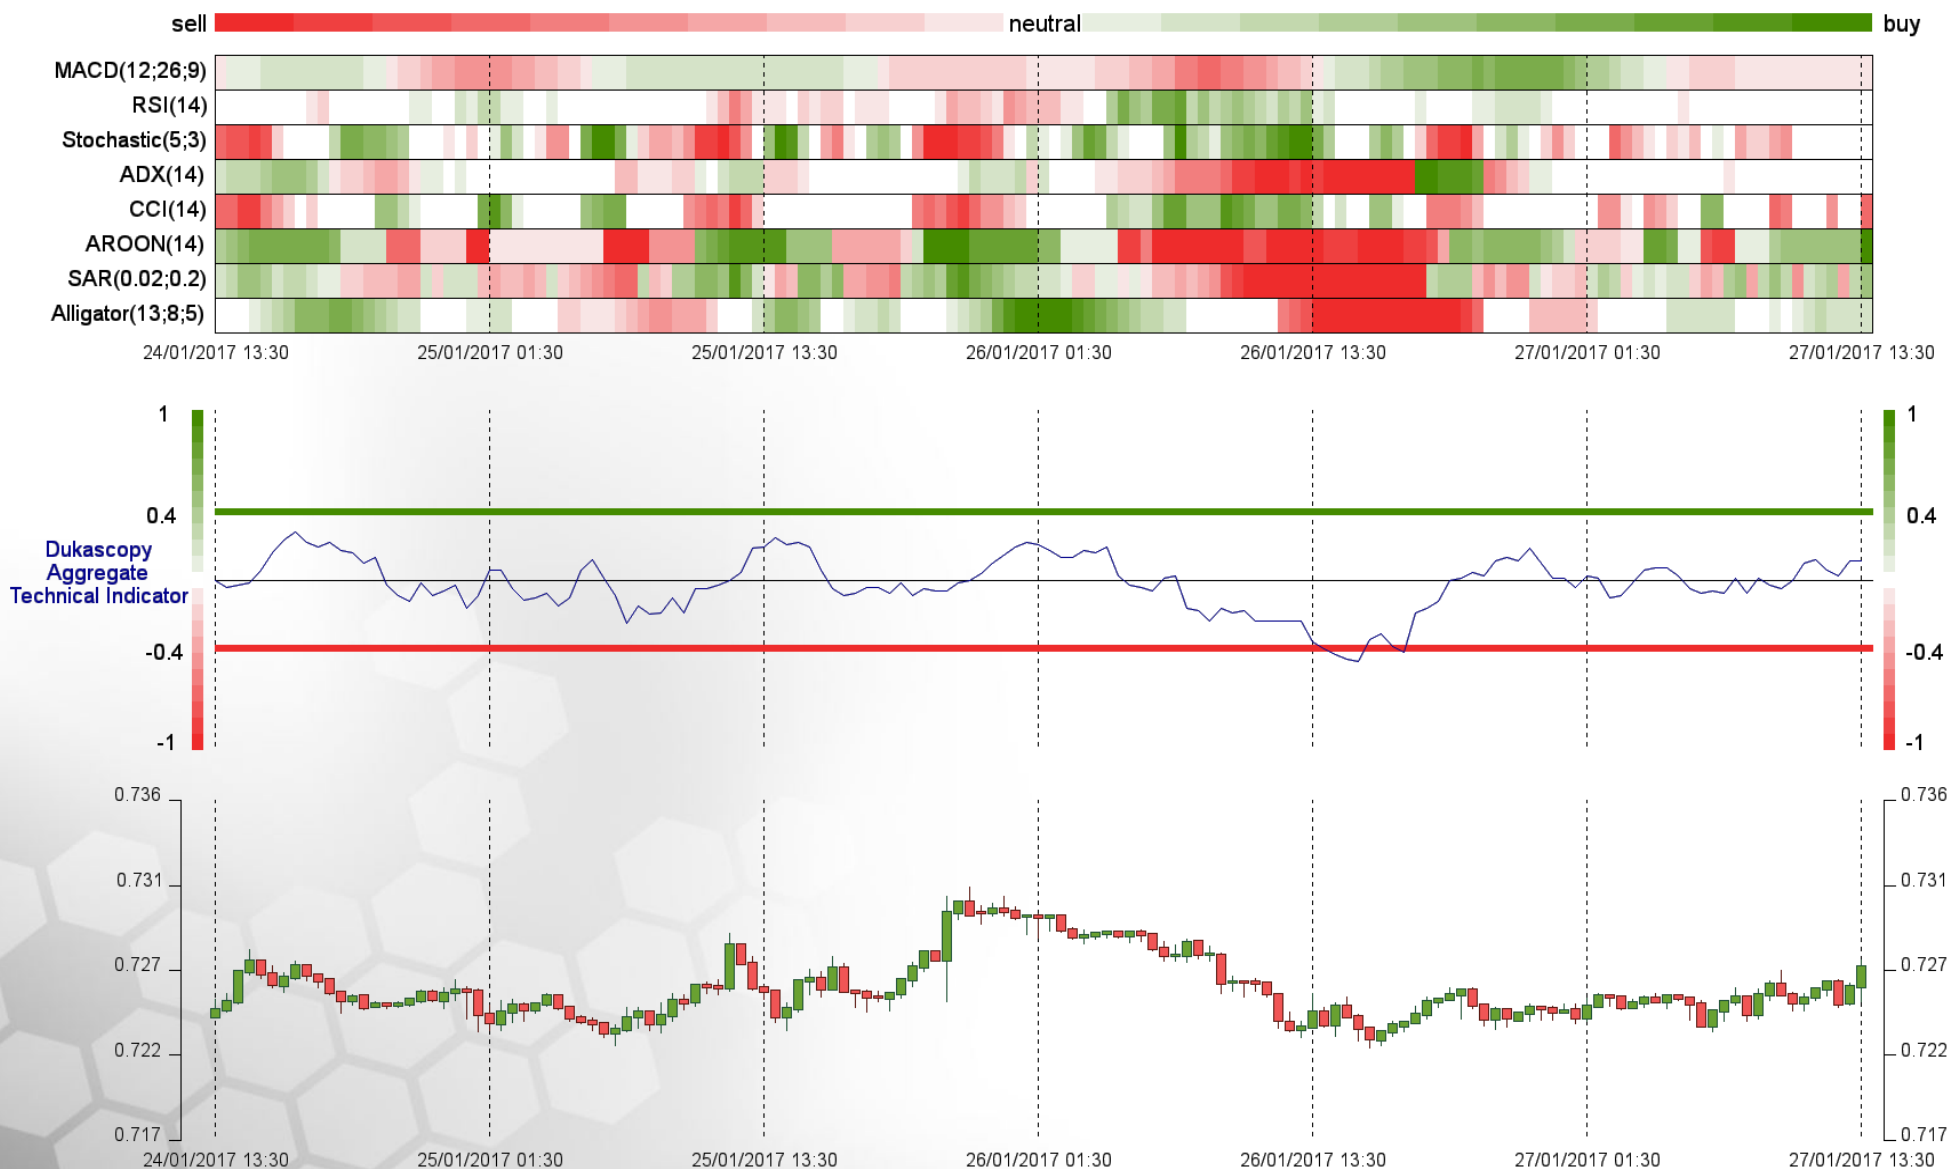 sell neutral buy
MACD(12;26;9)
RSI(14)
Stochastic(5;3)
ADX(14)
CCI(14)
AROON(14)
SAR(0.02;0.2)
Alligator(13;8;5)
24/01/2017 13:30 25/01/2017 01:30 25/01/2017 13:30 26/01/2017 01:30 26/01/2017 13:30 27/01/2017 01:30 27/01/2017 13:30
1 1
0.4 0.4
Dukascopy
Aggregate
Technical Indicator
-0.4 -0.4
-1 -1
0.736 0.736
0.731 0.731
0.727 0.727
0.722 0.722
0.717 0.717
24/01/2017 13:30 25/01/2017 01:30 25/01/2017 13:30 26/01/2017 01:30 26/01/2017 13:30 27/01/2017 01:30 27/01/2017 13:30